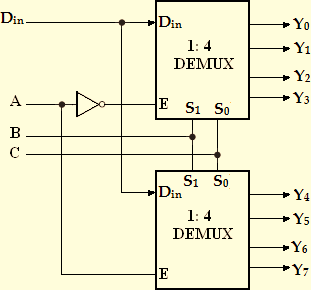 Din Din Y0
1: 4 Y1
DEMUX Y2
A E S1 S0 Y3
B
C
S1 S0
Din Y4
1: 4 Y5
DEMUX Y6
E Y7